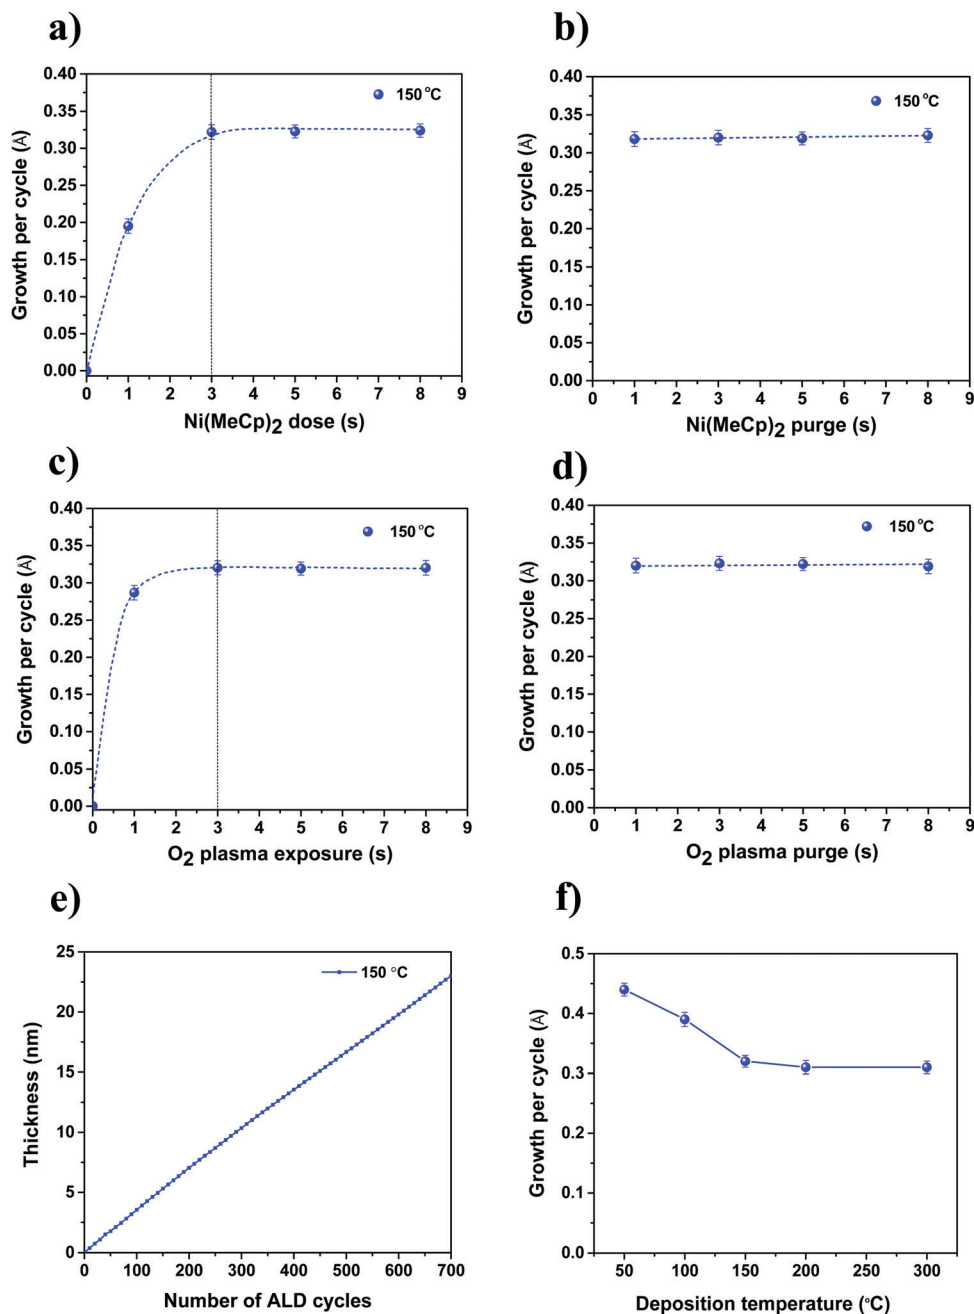 a)
0.40
0.35
0.30
0.25
0.20
0.15
0.10
0.05
0.00
Growth per cycle (Å)
150 °C
0 1 2 3 4 5 6 7 8 9
Ni(MeCp)2 dose (s)
b)
0.40
0.35
0.30
0.25
0.20
0.15
0.10
0.05
0.00
Growth per cycle (Å)
150 °C
0 1 2 3 4 5 6 7 8 9
Ni(MeCp)2 purge (s)
c)
0.40
0.35
0.30
0.25
0.20
0.15
0.10
0.05
0.00
Growth per cycle (Å)
150 °C
0 1 2 3 4 5 6 7 8 9
O2 plasma exposure (s)
d)
0.40
0.35
0.30
0.25
0.20
0.15
0.10
0.05
0.00
Growth per cycle (Å)
150 °C
0 1 2 3 4 5 6 7 8 9
O2 plasma purge (s)
e)
25
20
15
10
5
0
Thickness (nm)
150 °C
0 100 200 300 400 500 600 700
Number of ALD cycles
f)
0.5
0.4
0.3
0.2
0.1
0.0
Growth per cycle (Å)
50 100 150 200 250 300
Deposition temperature (°C)